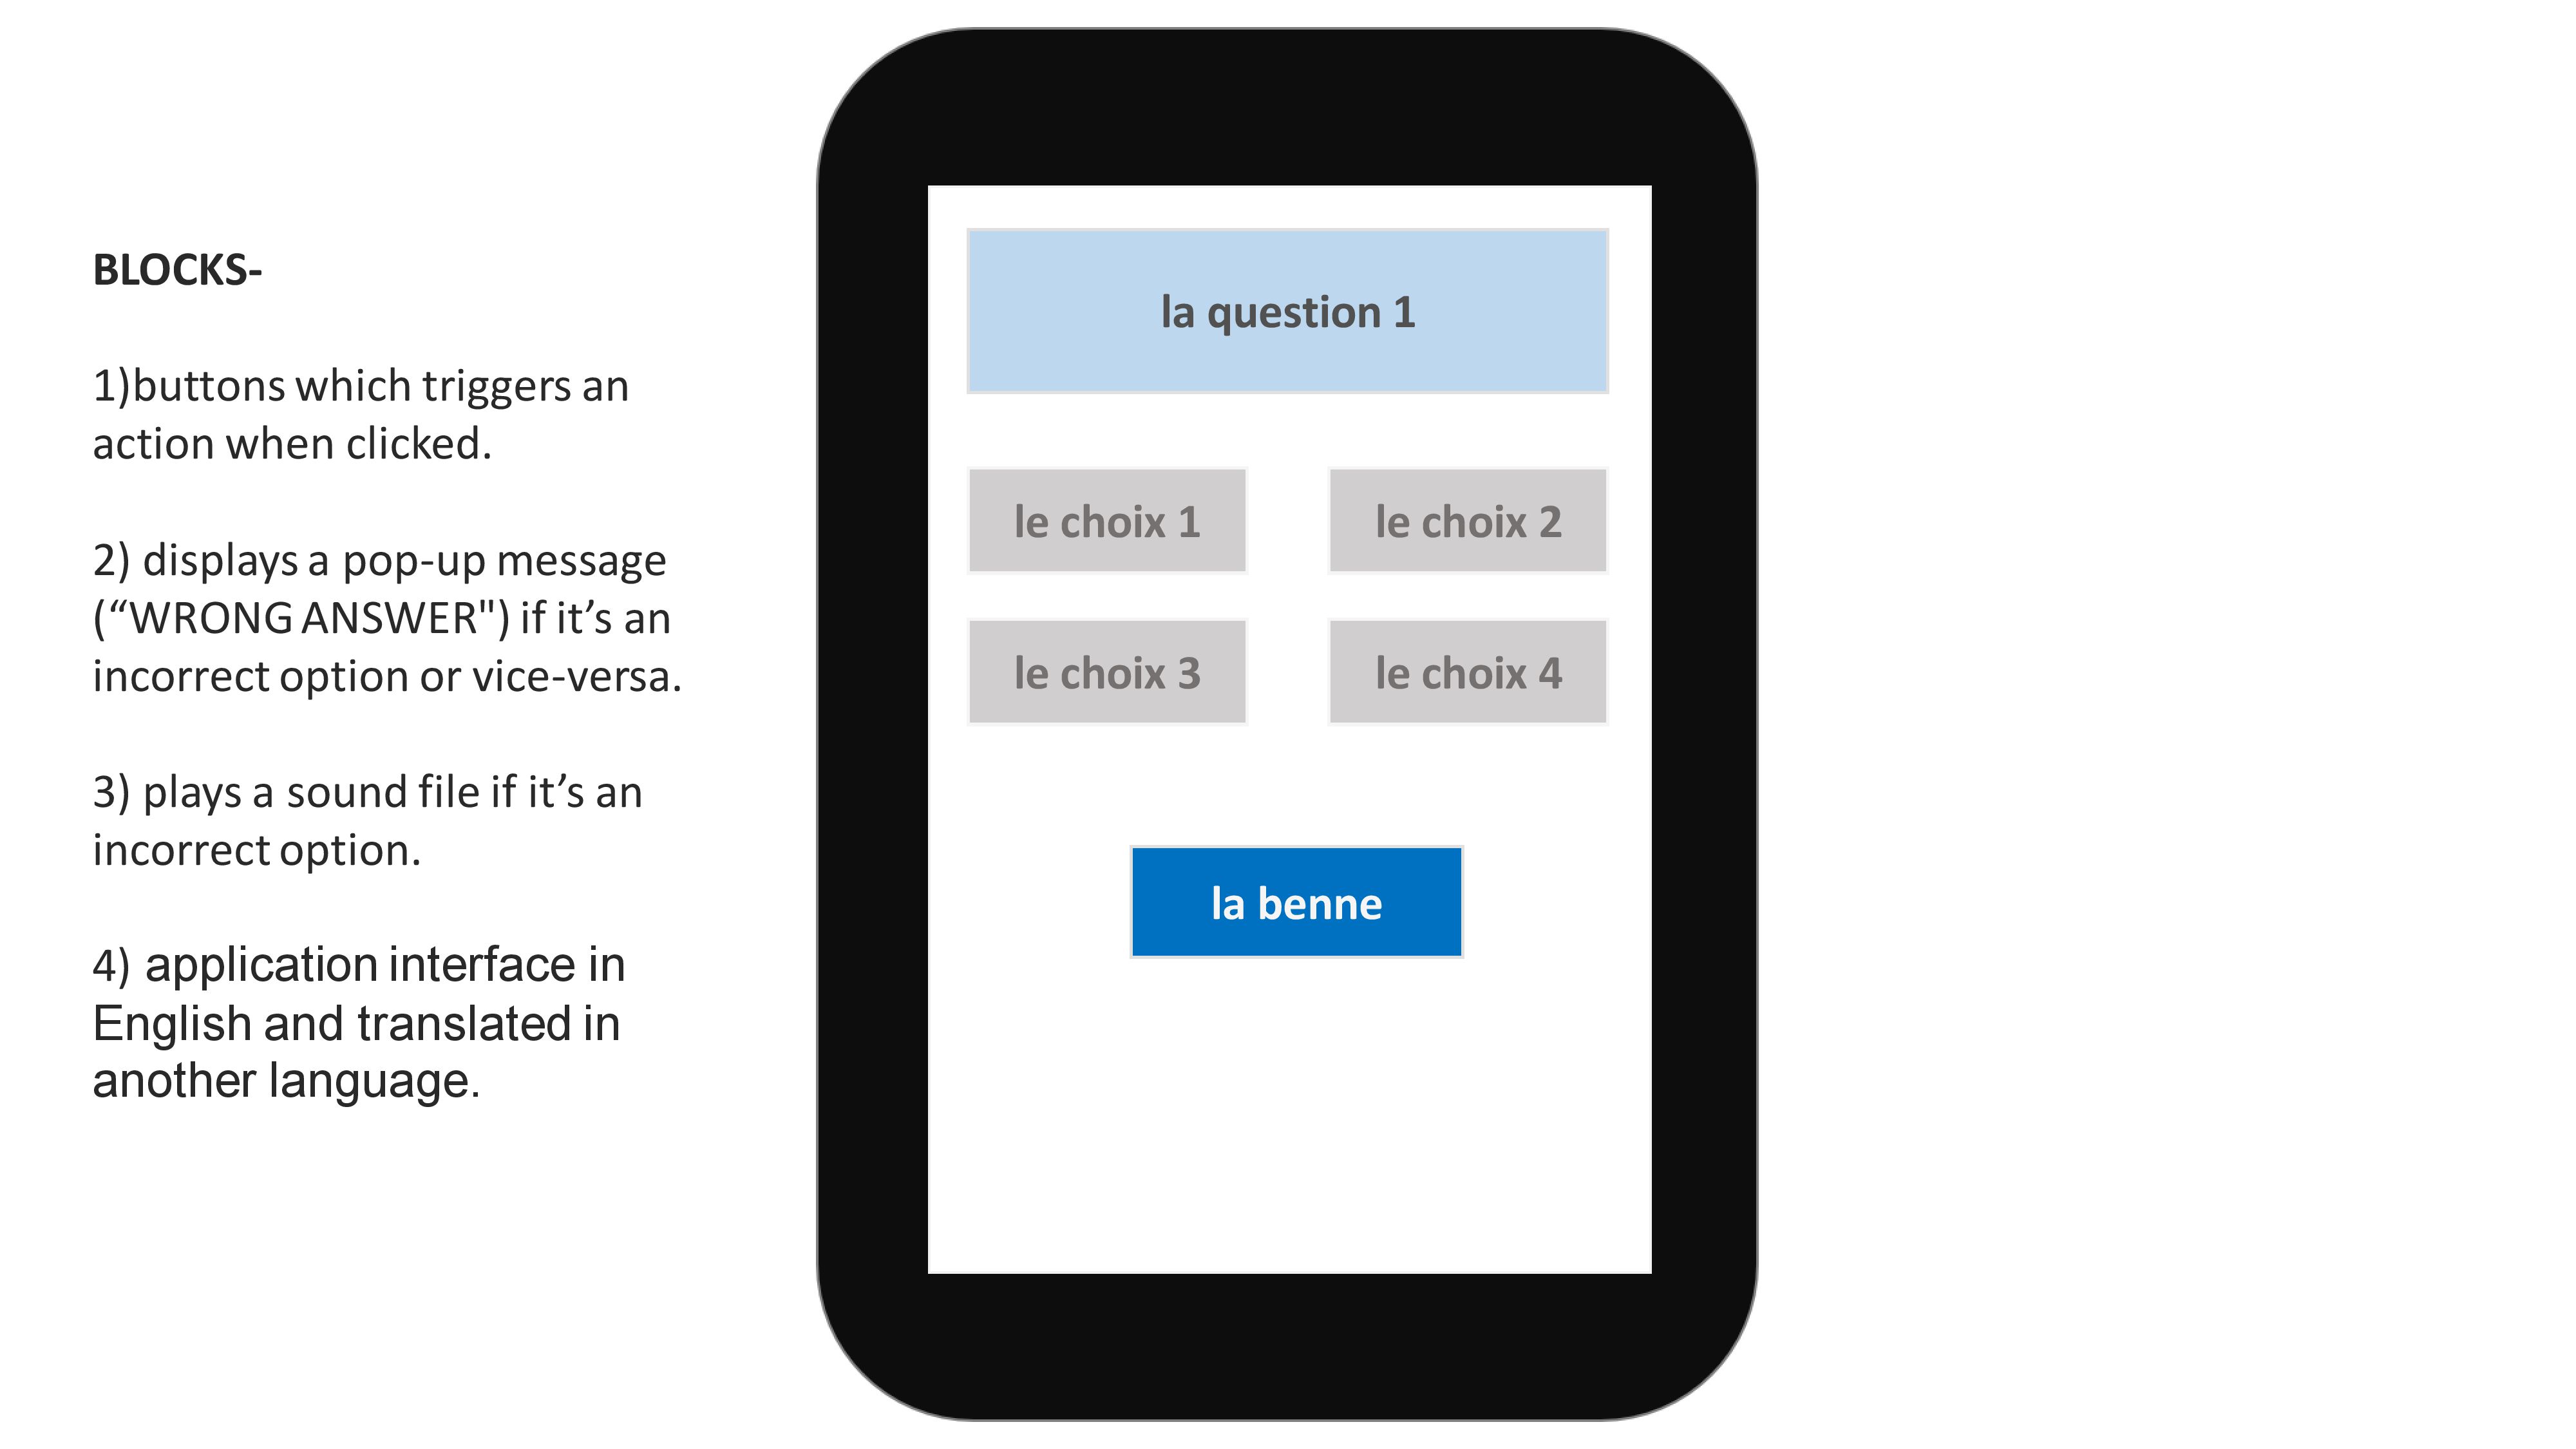 BLOCKS-
1)buttons which triggers an
action when clicked.
2) displays a pop-up message
(“WRONG ANSWER") if it’s an
incorrect option or vice-versa.
3) plays a sound file if it’s an
incorrect option.
4) application interface in
English and translated in
another language.
la question 1
le choix 1
le choix 2
le choix 3
le choix 4
la benne